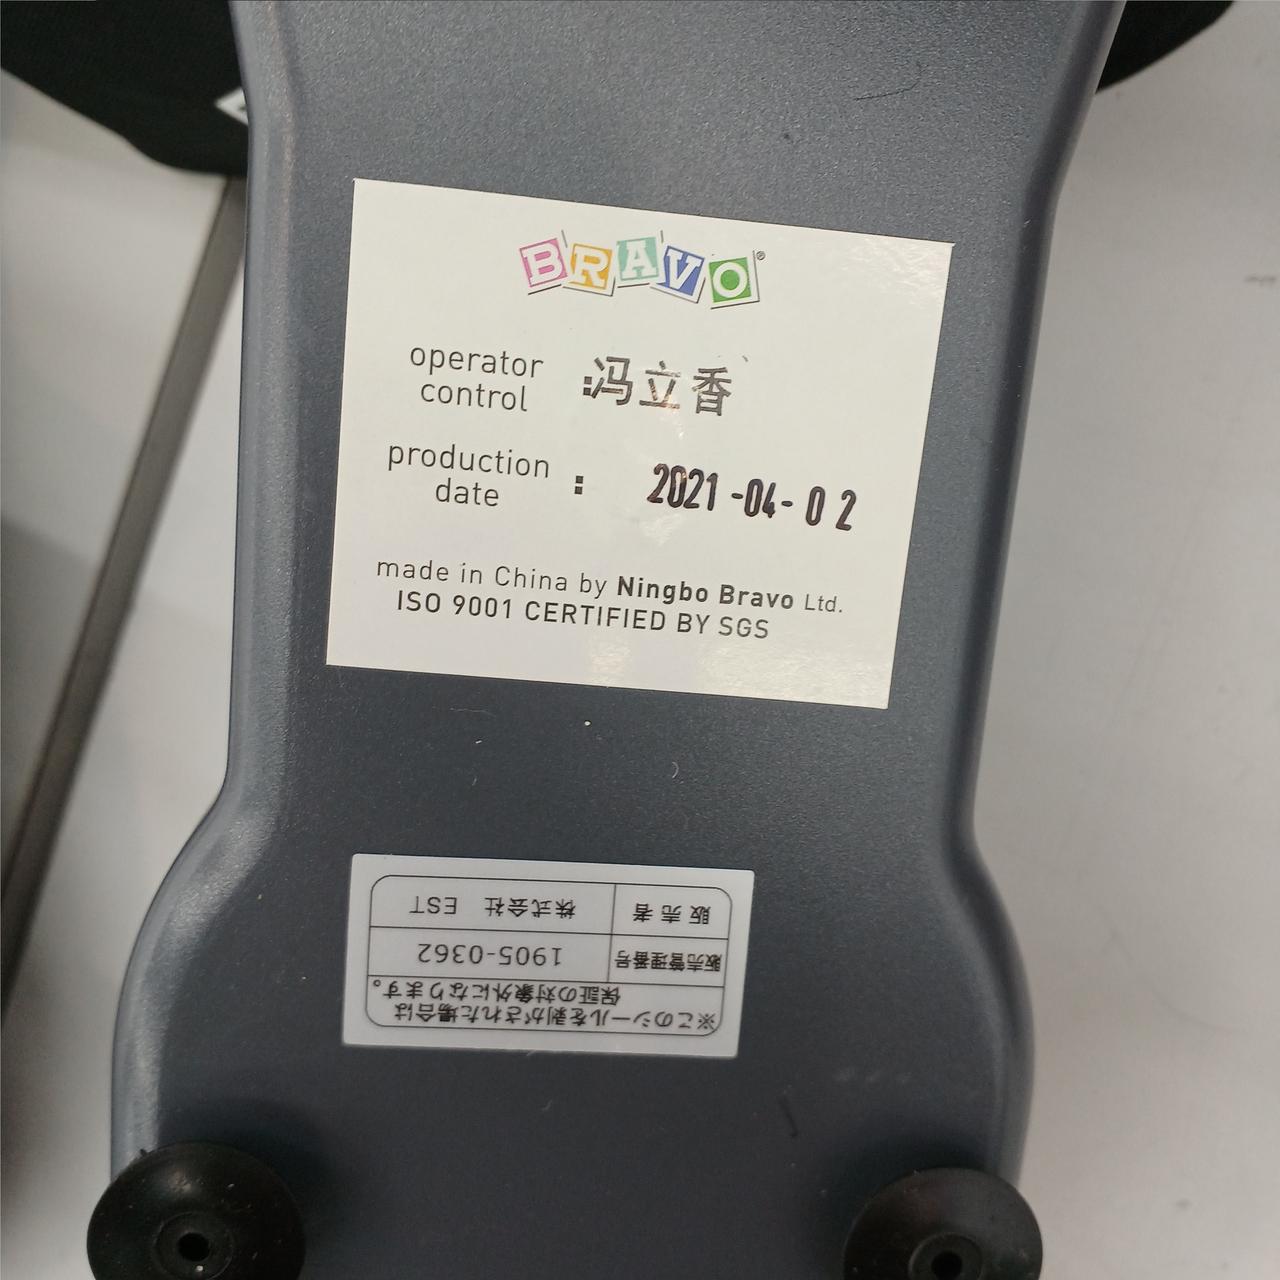 BRAVO®
operator control :冯立香
production date : 2021-04-02
made in China by Ningbo Bravo Ltd.
ISO 9001 CERTIFIED BY SGS
販売者 株式会社 EST
販売管理番号 1905-0362
※このシールを剥がされた場合は
保証の対象外になります。